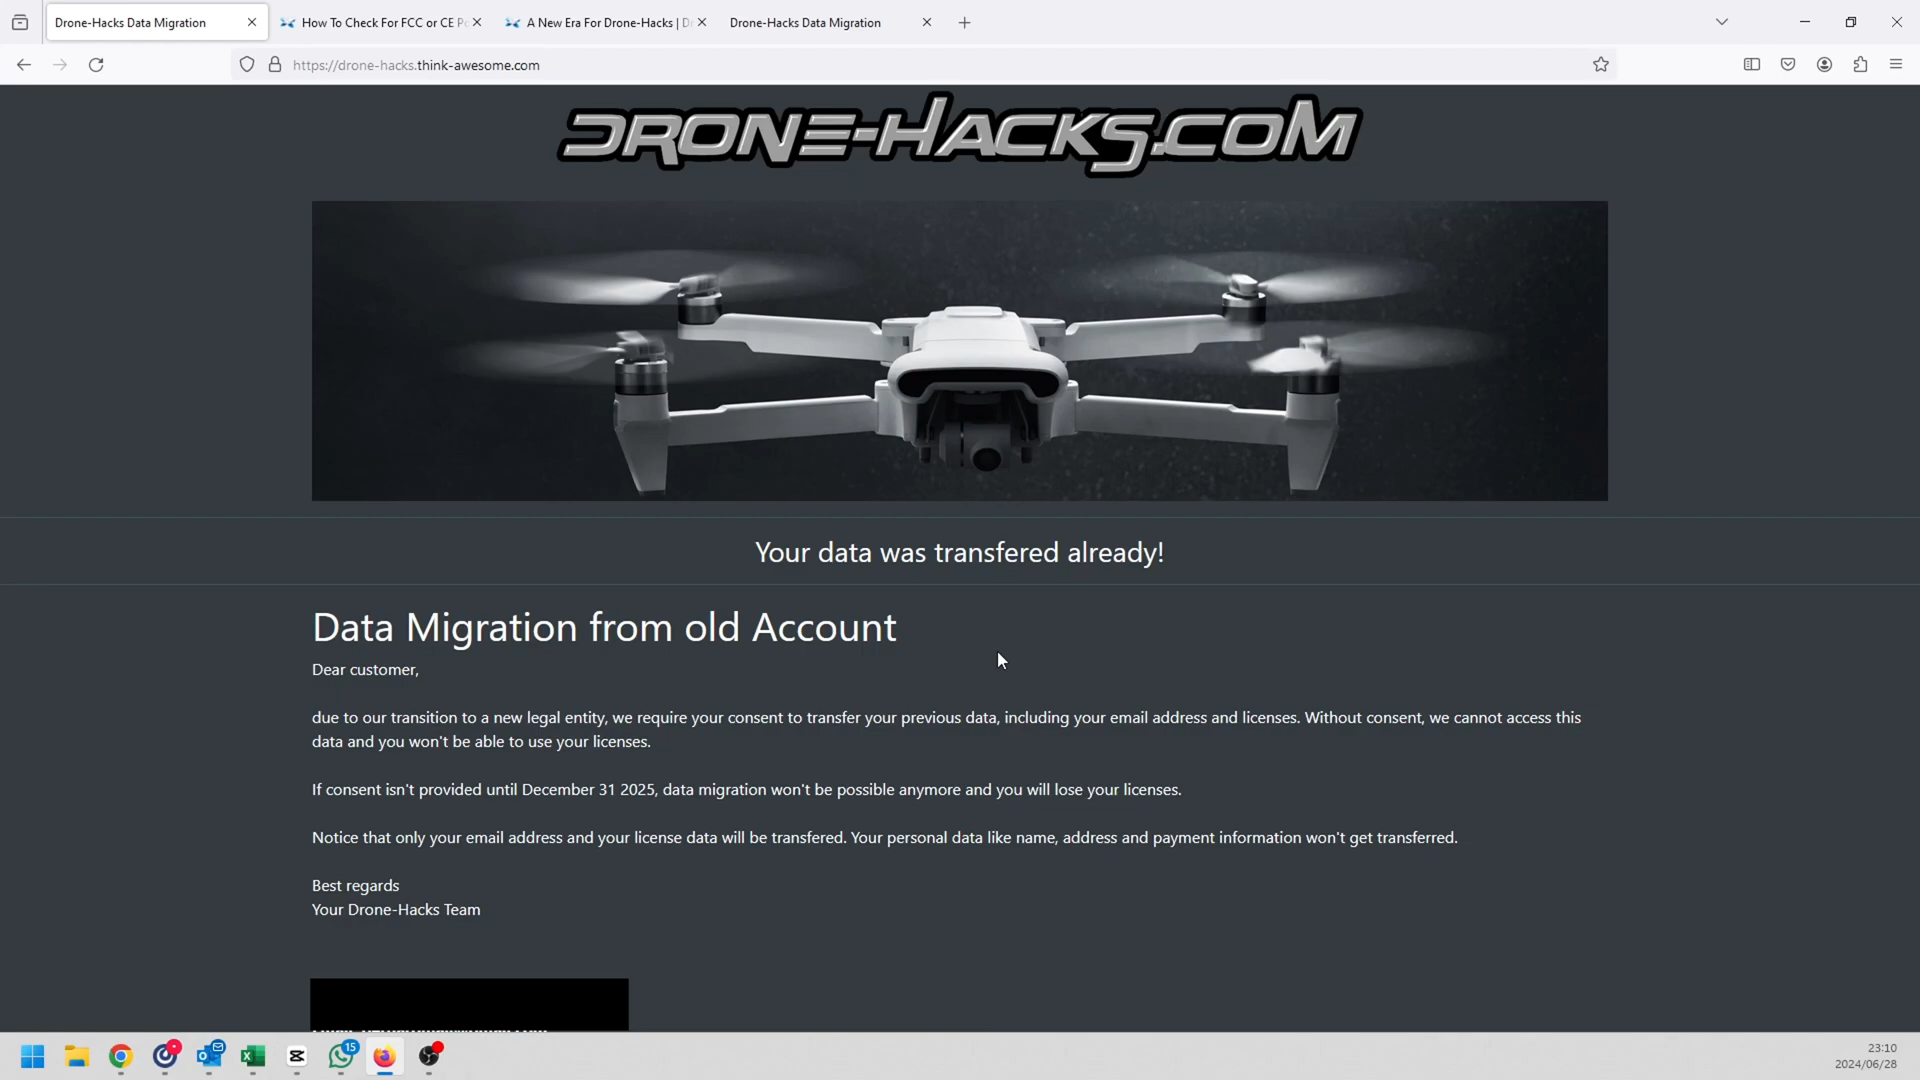 Drone-Hacks Data Migration
How To Check For FCC or CE Po
A New Era For Drone-Hacks | D
Drone-Hacks Data Migration
https://drone-hacks.think-awesome.com
DRONE-HACKS.COM
Your data was transfered already!
Data Migration from old Account
Dear customer,
due to our transition to a new legal entity, we require your consent to transfer your previous data, including your email address and licenses. Without consent, we cannot access this
data and you won't be able to use your licenses.
If consent isn't provided until December 31 2025, data migration won't be possible anymore and you will lose your licenses.
Notice that only your email address and your license data will be transfered. Your personal data like name, address and payment information won't get transferred.
Best regards
Your Drone-Hacks Team
15
23:10
2024/06/28